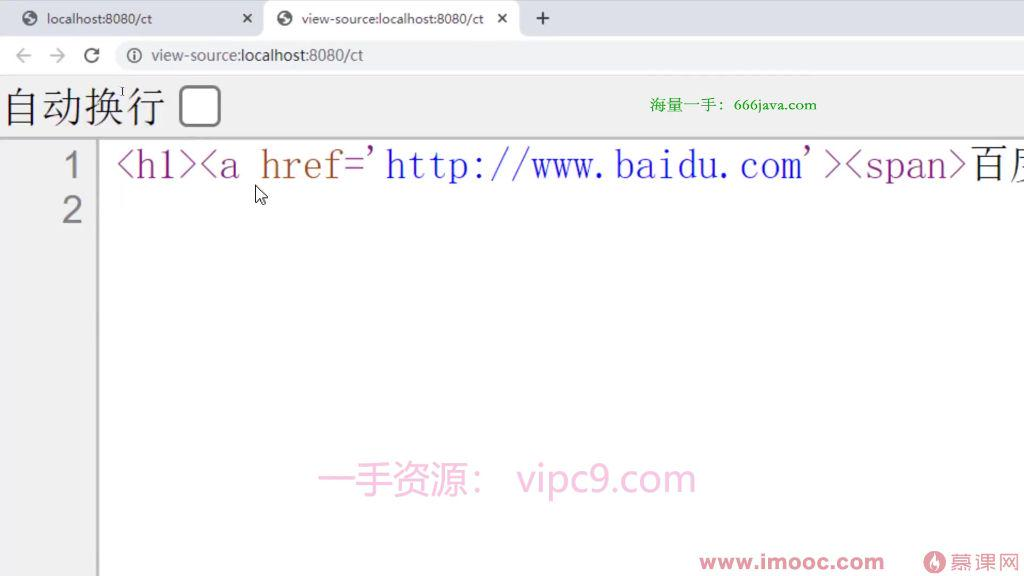 localhost:8080/ct
view-source:localhost:8080/ct
view-source:localhost:8080/ct
自动换行
海量一手：666java.com
1 <h1><a href='http://www.baidu.com'><span>百度
2
一手资源： vipc9.com
www.imooc.com 慕课网